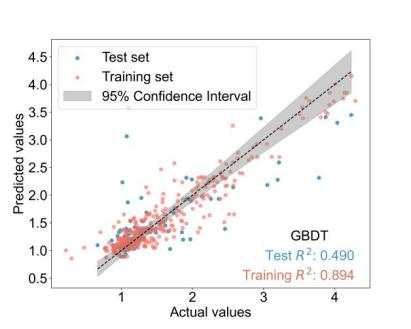 Test set
Training set
95% Confidence Interval
4.5
4.0
3.5
3.0
2.5
2.0
1.5
1.0
0.5
Predicted values
GBDT
Test R²: 0.490
Training R²: 0.894
1 2 3 4
Actual values